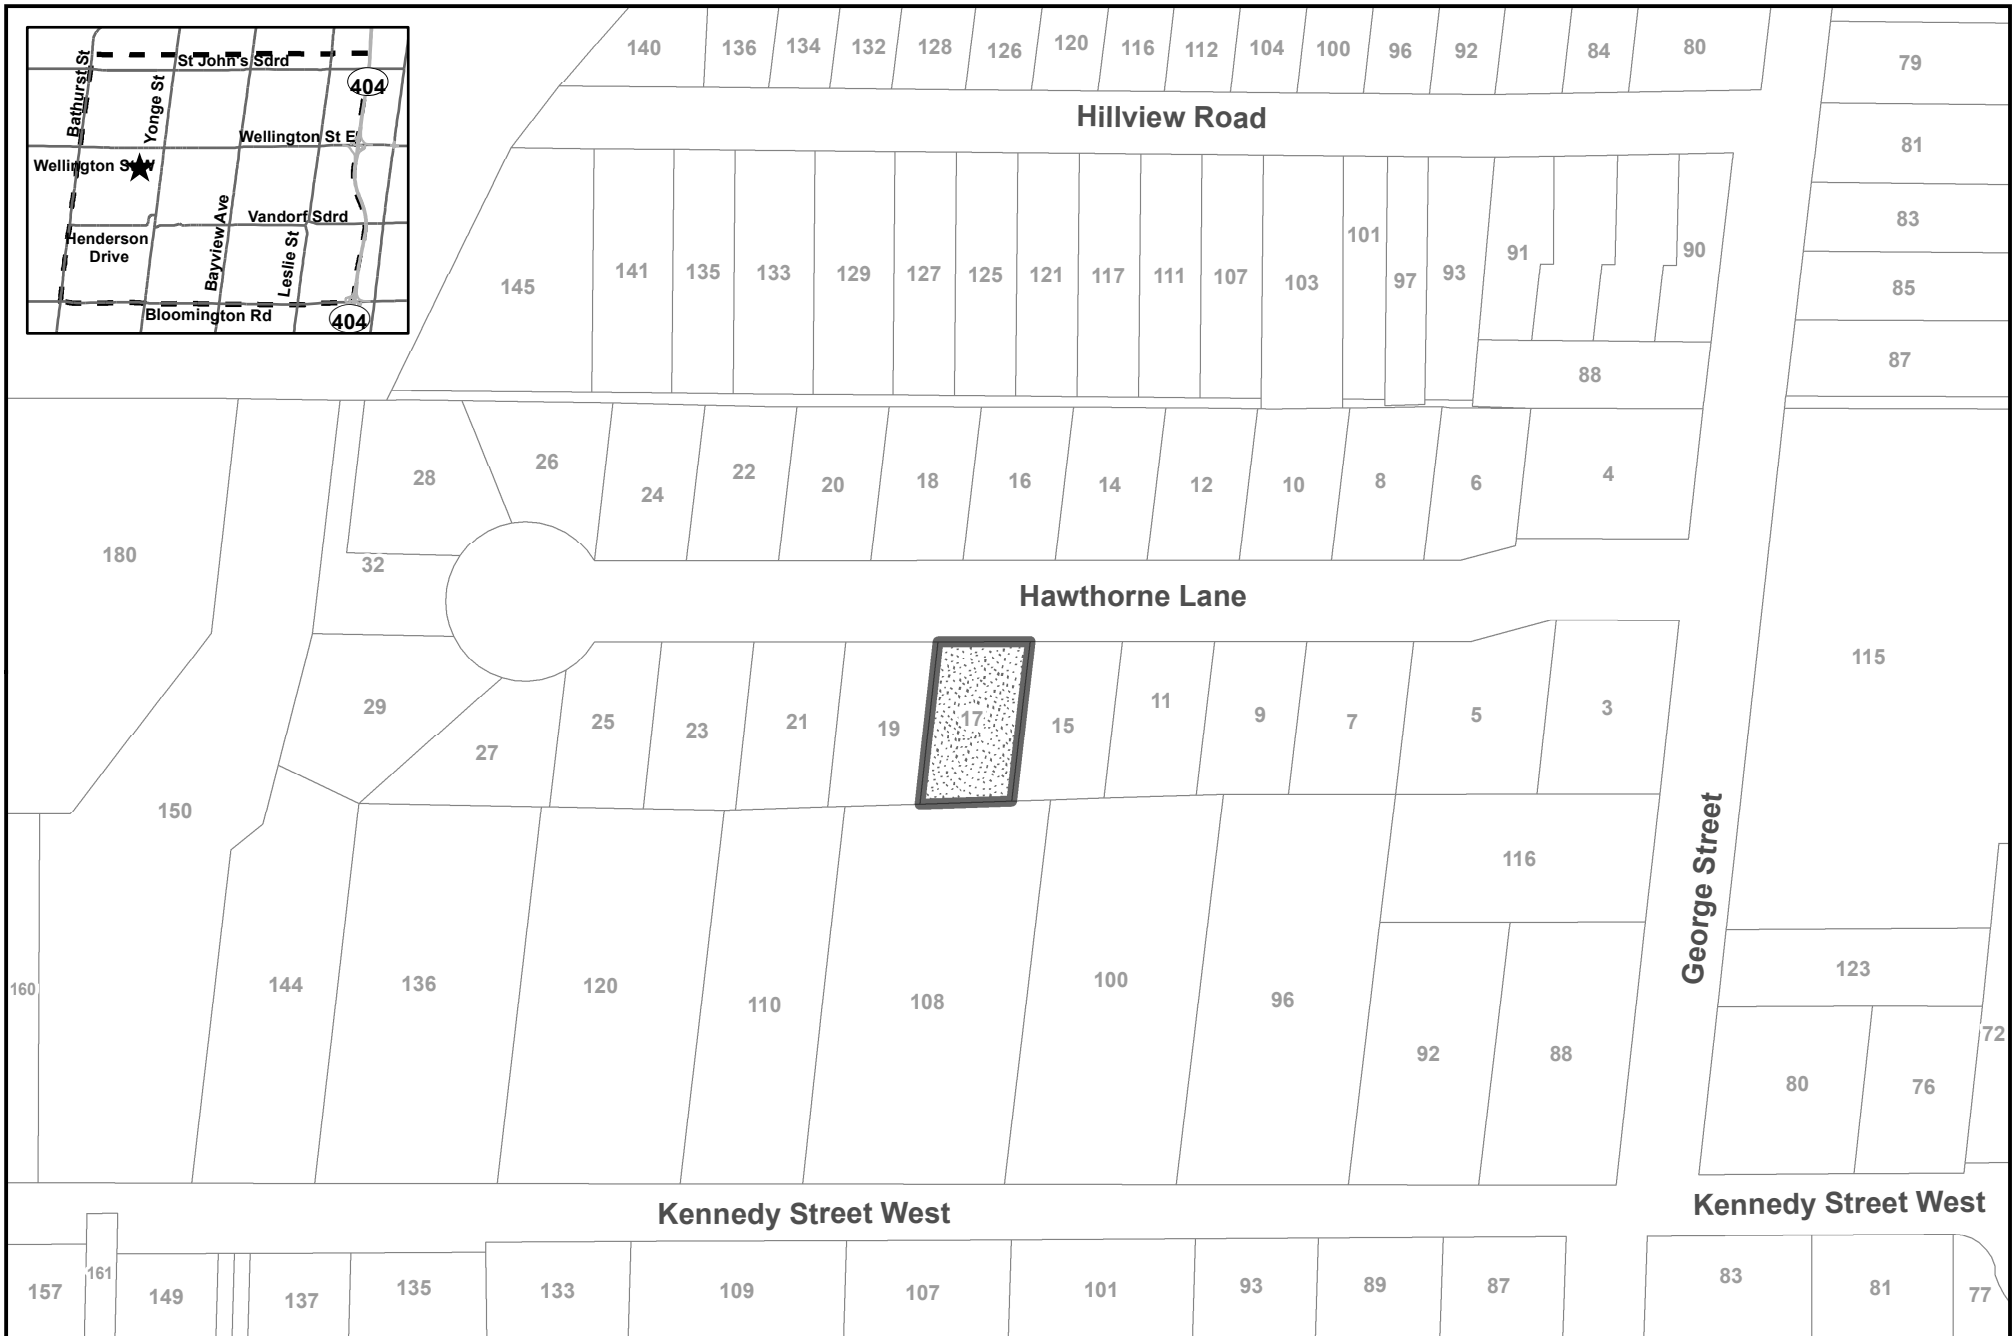 St John's Sdrd
Bathurst St
Yonge St
404
Wellington St E
Wellington St W
Bayview Ave
Vandorf Sdrd
Henderson
Drive
Leslie St
Bloomington Rd
404
140 136 134 132 128 126 120 116 112 104 100 96 92 84 80
79
Hillview Road
81
83
85
87
145 141 135 133 129 127 125 121 117 111 107 103 101 97 93 91 90
88
180
28 26 24 22 20 18 16 14 12 10 8 6 4
32
Hawthorne Lane
115
29 27 25 23 21 19 17 15 11 9 7 5 3
150
116
George Street
160 144 136 120 110 108 100 96 92 88
123
80 76 72
Kennedy Street West
Kennedy Street West
157 161 149 137 135 133 109 107 101 93 89 87 83 81 77